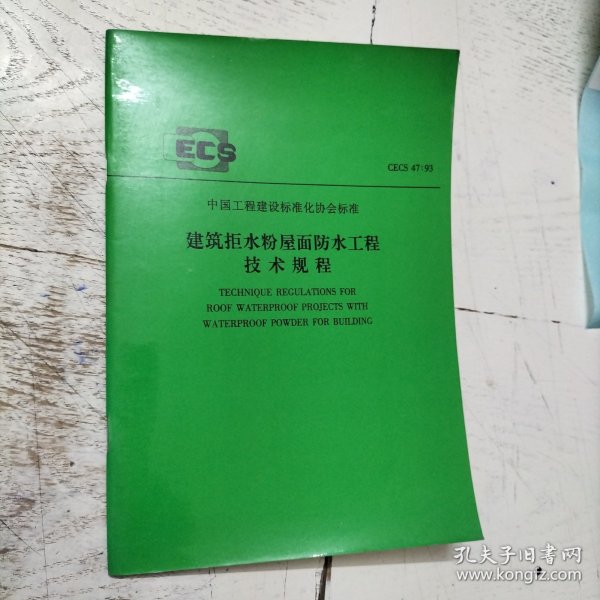 CECS
CECS 47:93
中国工程建设标准化协会标准
建筑拒水粉屋面防水工程
技术规程
TECHNIQUE REGULATIONS FOR
ROOF WATERPROOF PROJECTS WITH
WATERPROOF POWDER FOR BUILDING
孔夫子旧书网
www.kongfz.com